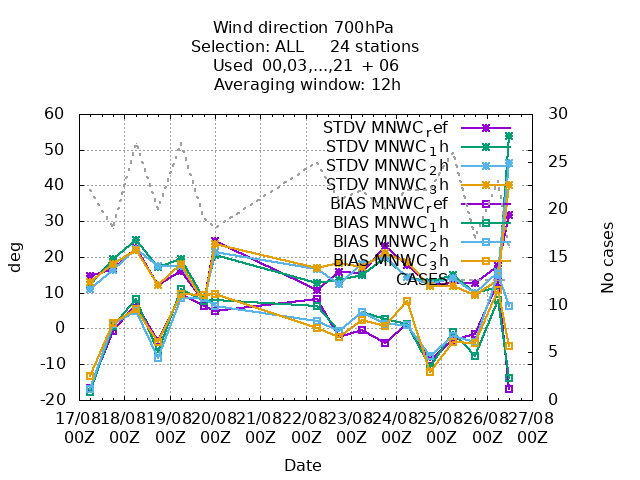 Wind direction 700hPa
Selection: ALL 24 stations
Used 00,03,...,21 + 06
Averaging window: 12h
60
50
40
30
20
10
0
-10
-20
30
25
20
15
10
5
0
deg
No cases
STDV MNWC_ref
STDV MNWC_1h
STDV MNWC_2h
STDV MNWC_3h
BIAS MNWC_ref
BIAS MNWC_1h
BIAS MNWC_2h
BIAS MNWC_3h
CASES
17/08 18/08 19/08 20/08 21/08 22/08 23/08 24/08 25/08 26/08 27/08
00Z 00Z 00Z 00Z 00Z 00Z 00Z 00Z 00Z 00Z 00Z
Date